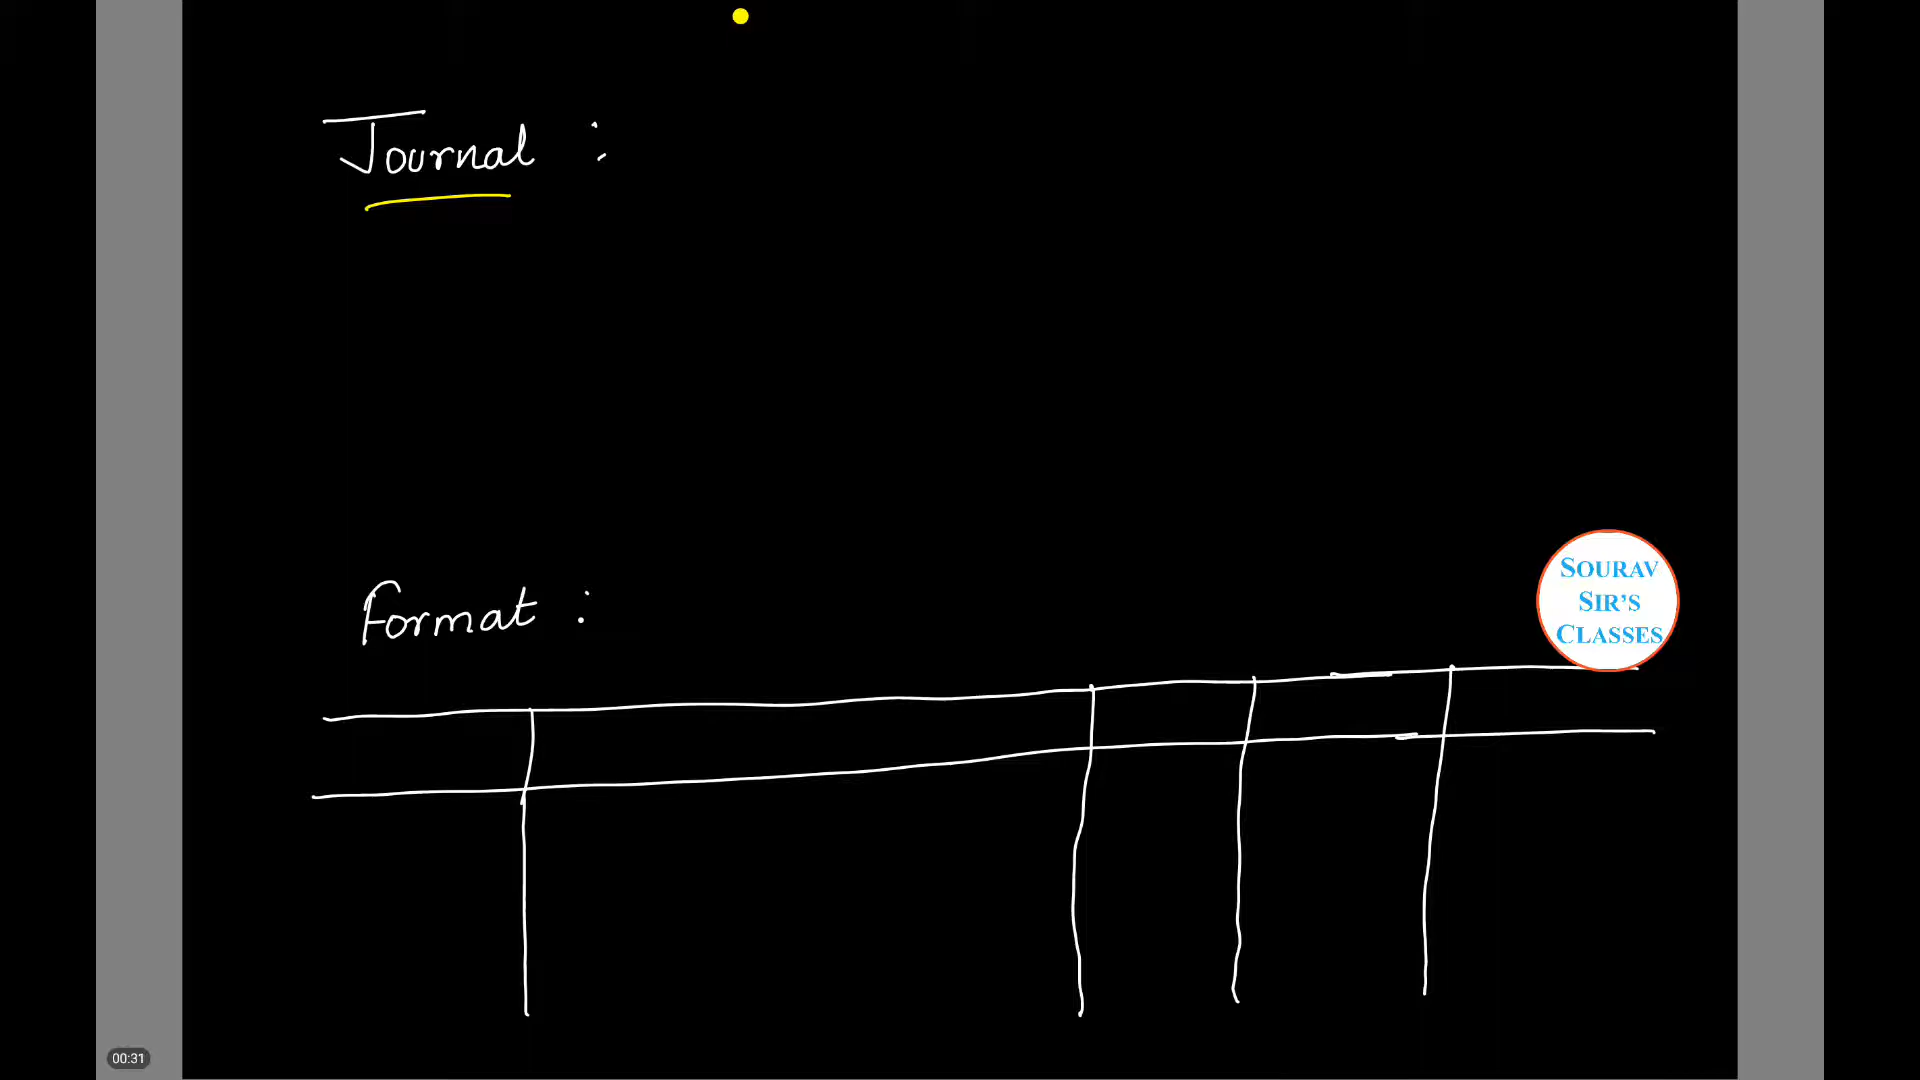 Journal :
Format :
SOURAV
SIR'S
CLASSES
00:31